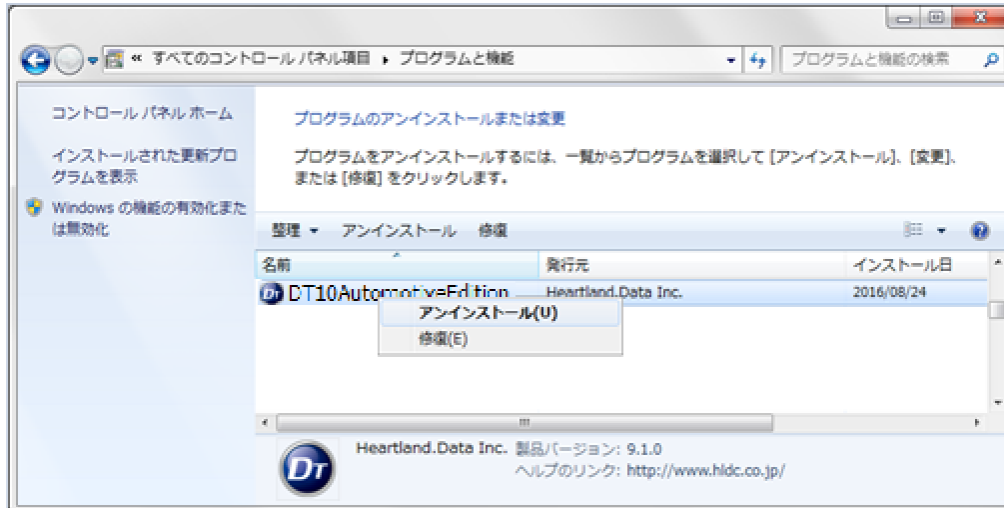 « すべてのコントロール パネル項目 ▸ プログラムと機能
プログラムと機能の検索
コントロール パネル ホーム
インストールされた更新プロ
グラムを表示
Windows の機能の有効化また
は無効化
プログラムのアンインストールまたは変更
プログラムをアンインストールするには、一覧からプログラムを選択して [アンインストール]、[変更]、
または [修復] をクリックします。
整理 ▼ アンインストール 修復
名前 発行元 インストール日
DT10AutomotiveEdition Heartland.Data Inc. 2016/08/24
アンインストール(U)
修復(E)
DT
Heartland.Data Inc. 製品バージョン: 9.1.0
ヘルプのリンク: http://www.hldc.co.jp/